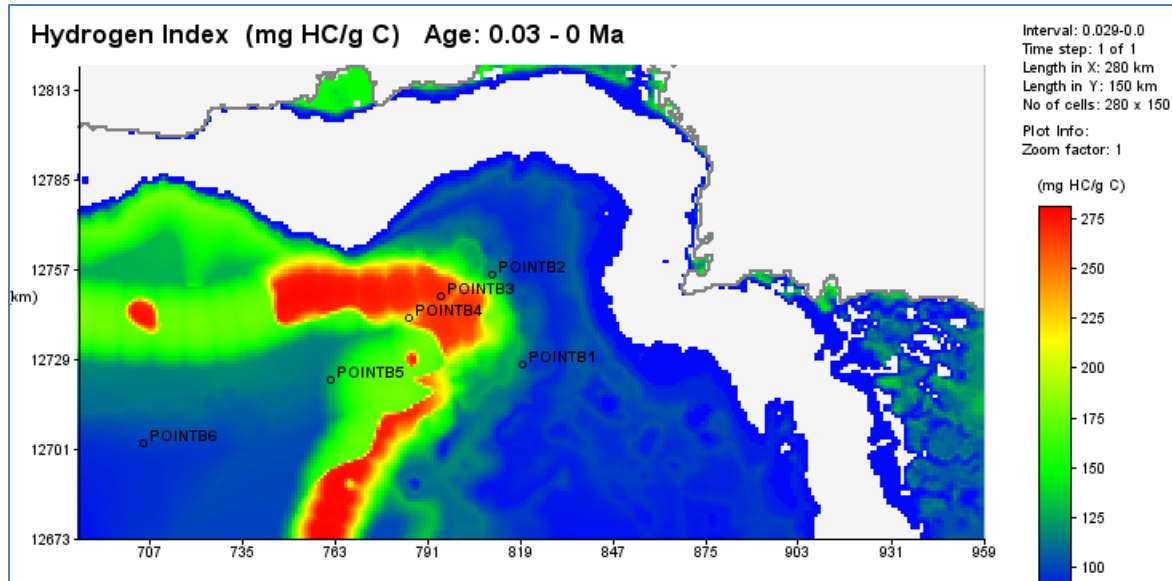 Hydrogen Index (mg HC/g C) Age: 0.03 - 0 Ma
Interval: 0.029-0.0
Time step: 1 of 1
Length in X: 280 km
Length in Y: 150 km
No of cells: 280 x 150
Plot Info:
Zoom factor: 1
(mg HC/g C)
275
250
225
200
175
150
125
100
12813
12785
12757
(km)
12729
12701
12673
POINTB2
POINTB3
POINTB4
POINTB1
POINTB5
POINTB6
707 735 763 791 819 847 875 903 931 959